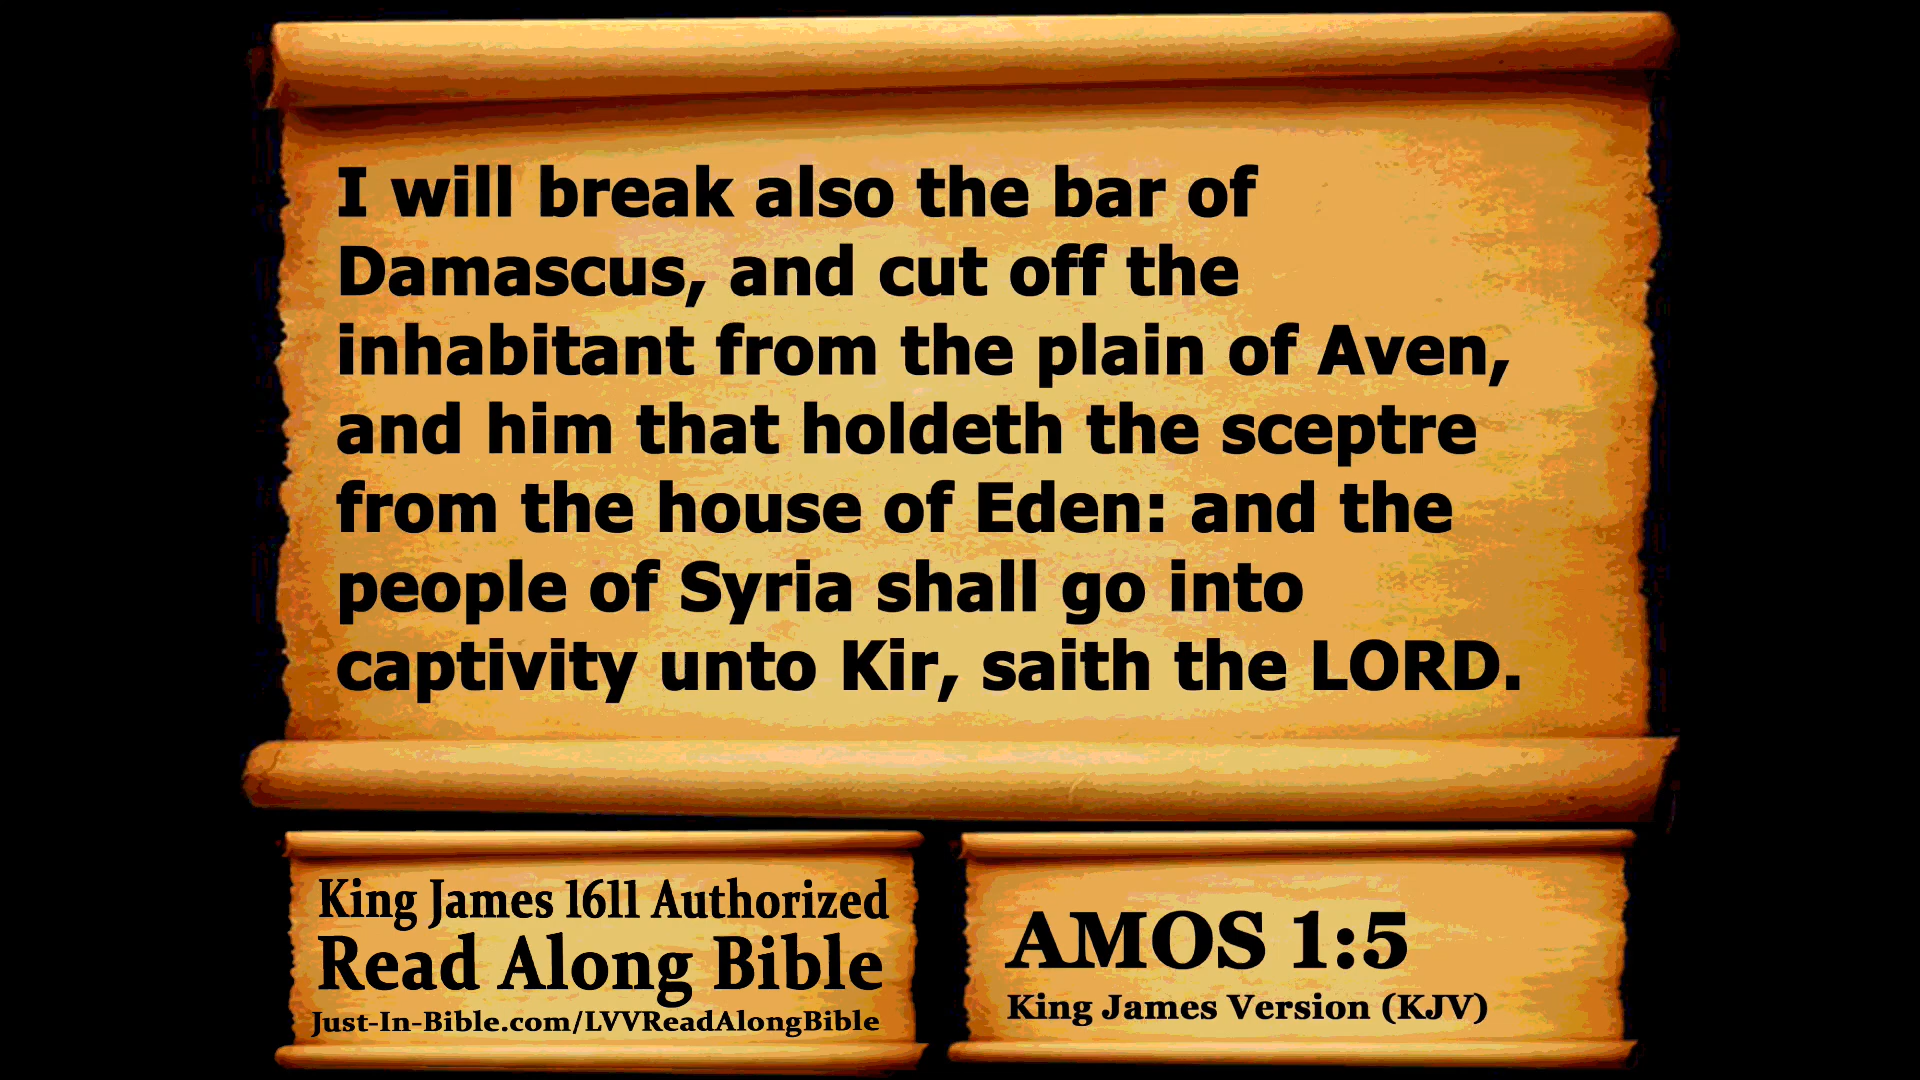 I will break also the bar of
Damascus, and cut off the
inhabitant from the plain of Aven,
and him that holdeth the sceptre
from the house of Eden: and the
people of Syria shall go into
captivity unto Kir, saith the LORD.
King James 1611 Authorized
Read Along Bible
Just-In-Bible.com/LVVReadAlongBible
AMOS 1:5
King James Version (KJV)